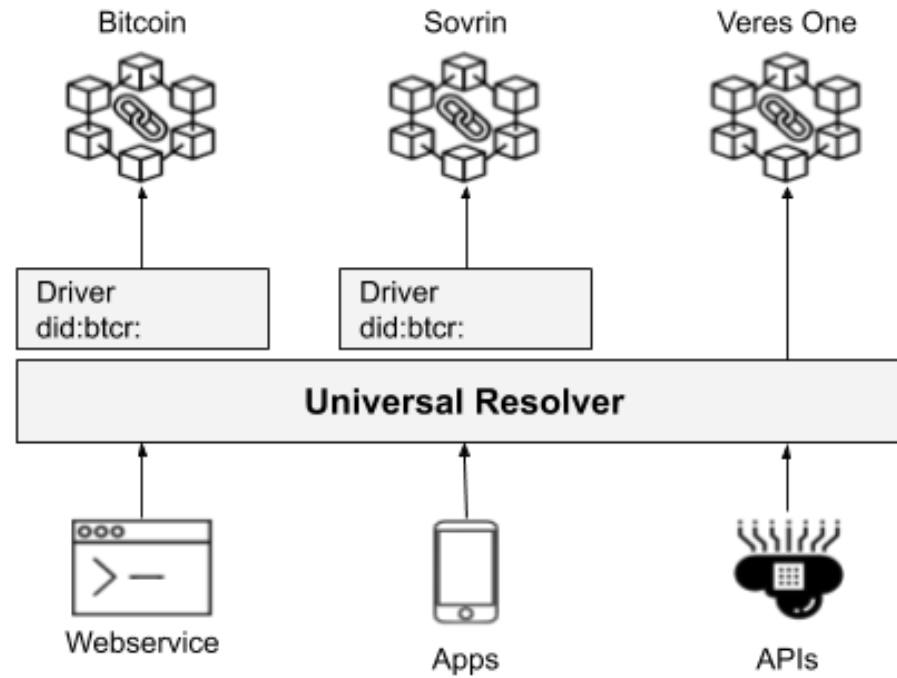 Bitcoin
Sovrin
Veres One
Driver
did:btcr:
Driver
did:btcr:
Universal Resolver
Webservice
Apps
APIs